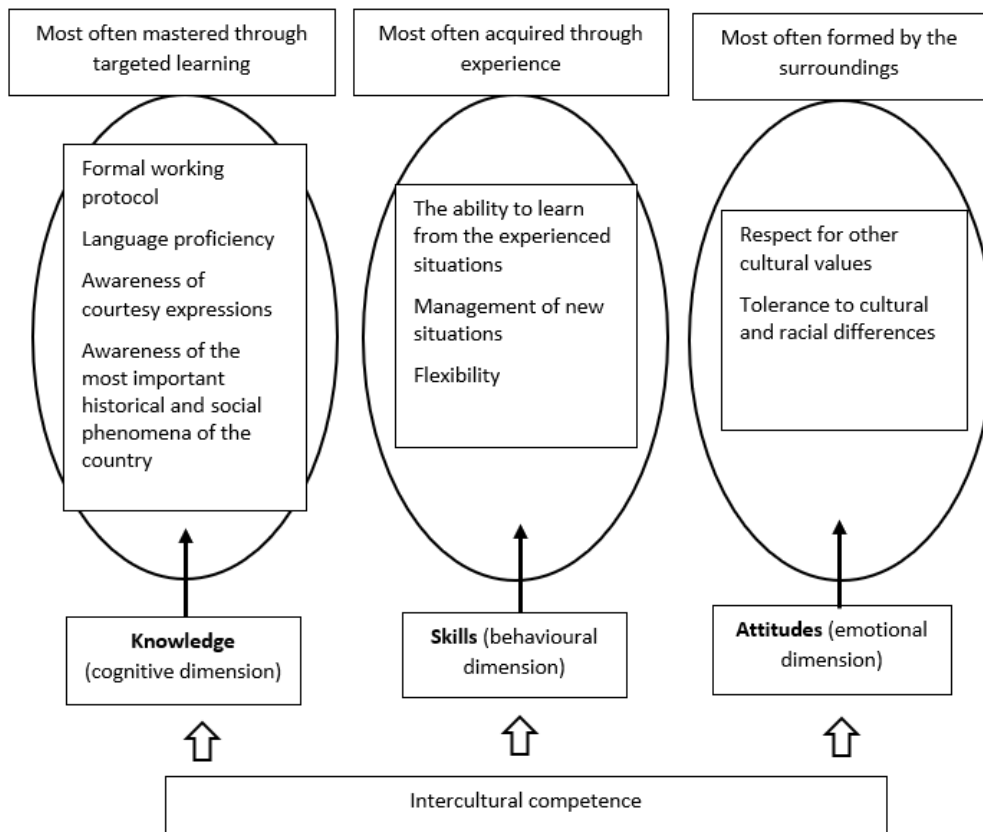 Most often mastered through
targeted learning
Most often acquired through
experience
Most often formed by the
surroundings
Formal working
protocol
Language proficiency
Awareness of
courtesy expressions
Awareness of the
most important
historical and social
phenomena of the
country
The ability to learn
from the experienced
situations
Management of new
situations
Flexibility
Respect for other
cultural values
Tolerance to cultural
and racial differences
Knowledge
(cognitive dimension)
Skills (behavioural
dimension)
Attitudes (emotional
dimension)
Intercultural competence